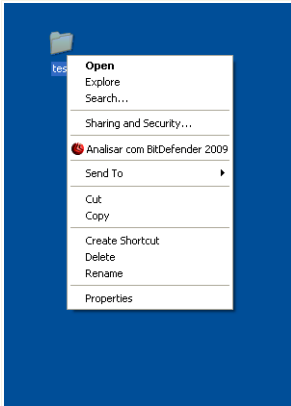 tes
Open
Explore
Search...
Sharing and Security...
Analisar com BitDefender 2009
Send To
Cut
Copy
Create Shortcut
Delete
Rename
Properties